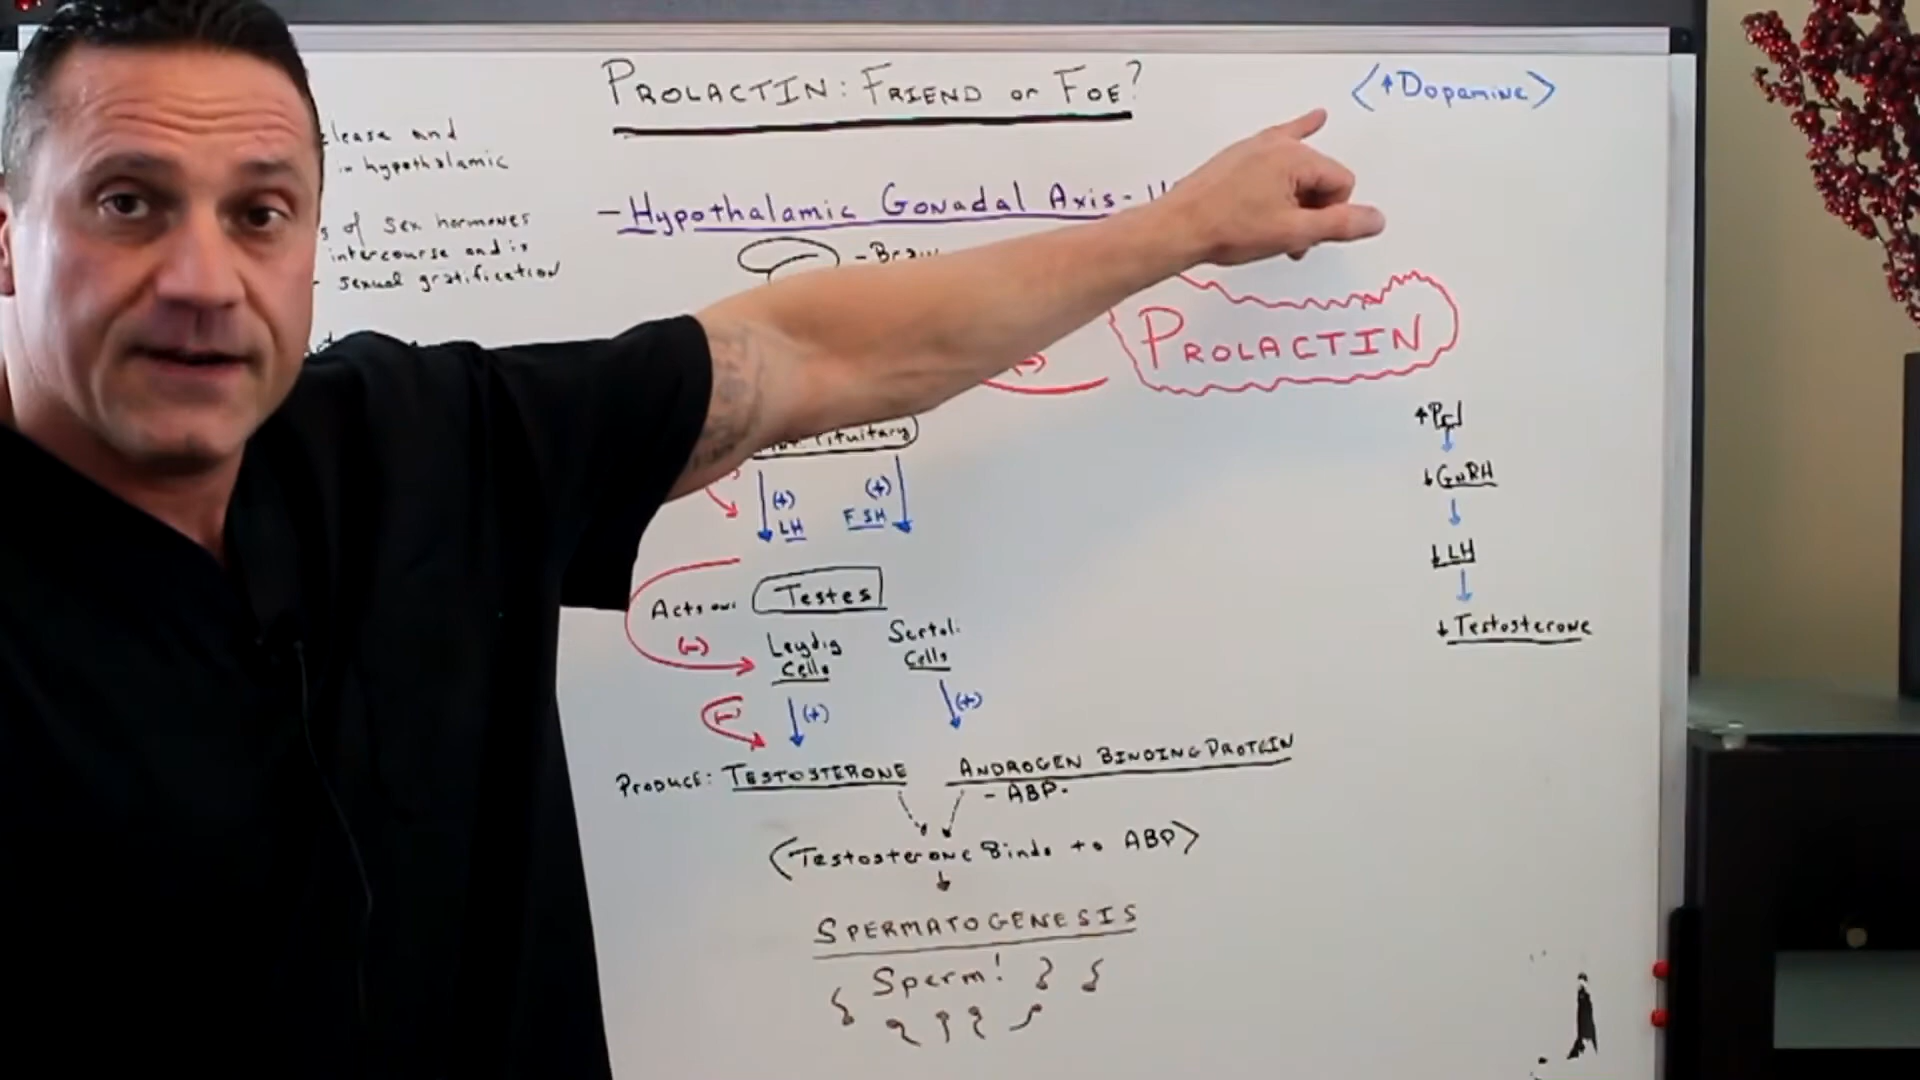 PROLACTIN: FRIEND or FOE?
<↑Dopamine>
lease and
in hypothalamic
of sex hormones
intercourse and is
sexual gratification
-Hypothalamic Gonadal Axis-
-Brain
(-)
PROLACTIN
Pituitary)
↑Prl
↓GnRH
↓LH
↓Testosterone
(+) (+)
LH FSH
Acts on: Testes
(-)
Leydig Sertoli
Cells Cells
(-) (+) (+)
PRODUCE: TESTOSTERONE ANDROGEN BINDING PROTEIN
-ABP-
<Testosterone Binds to ABP>
SPERMATOGENESIS
Sperm!